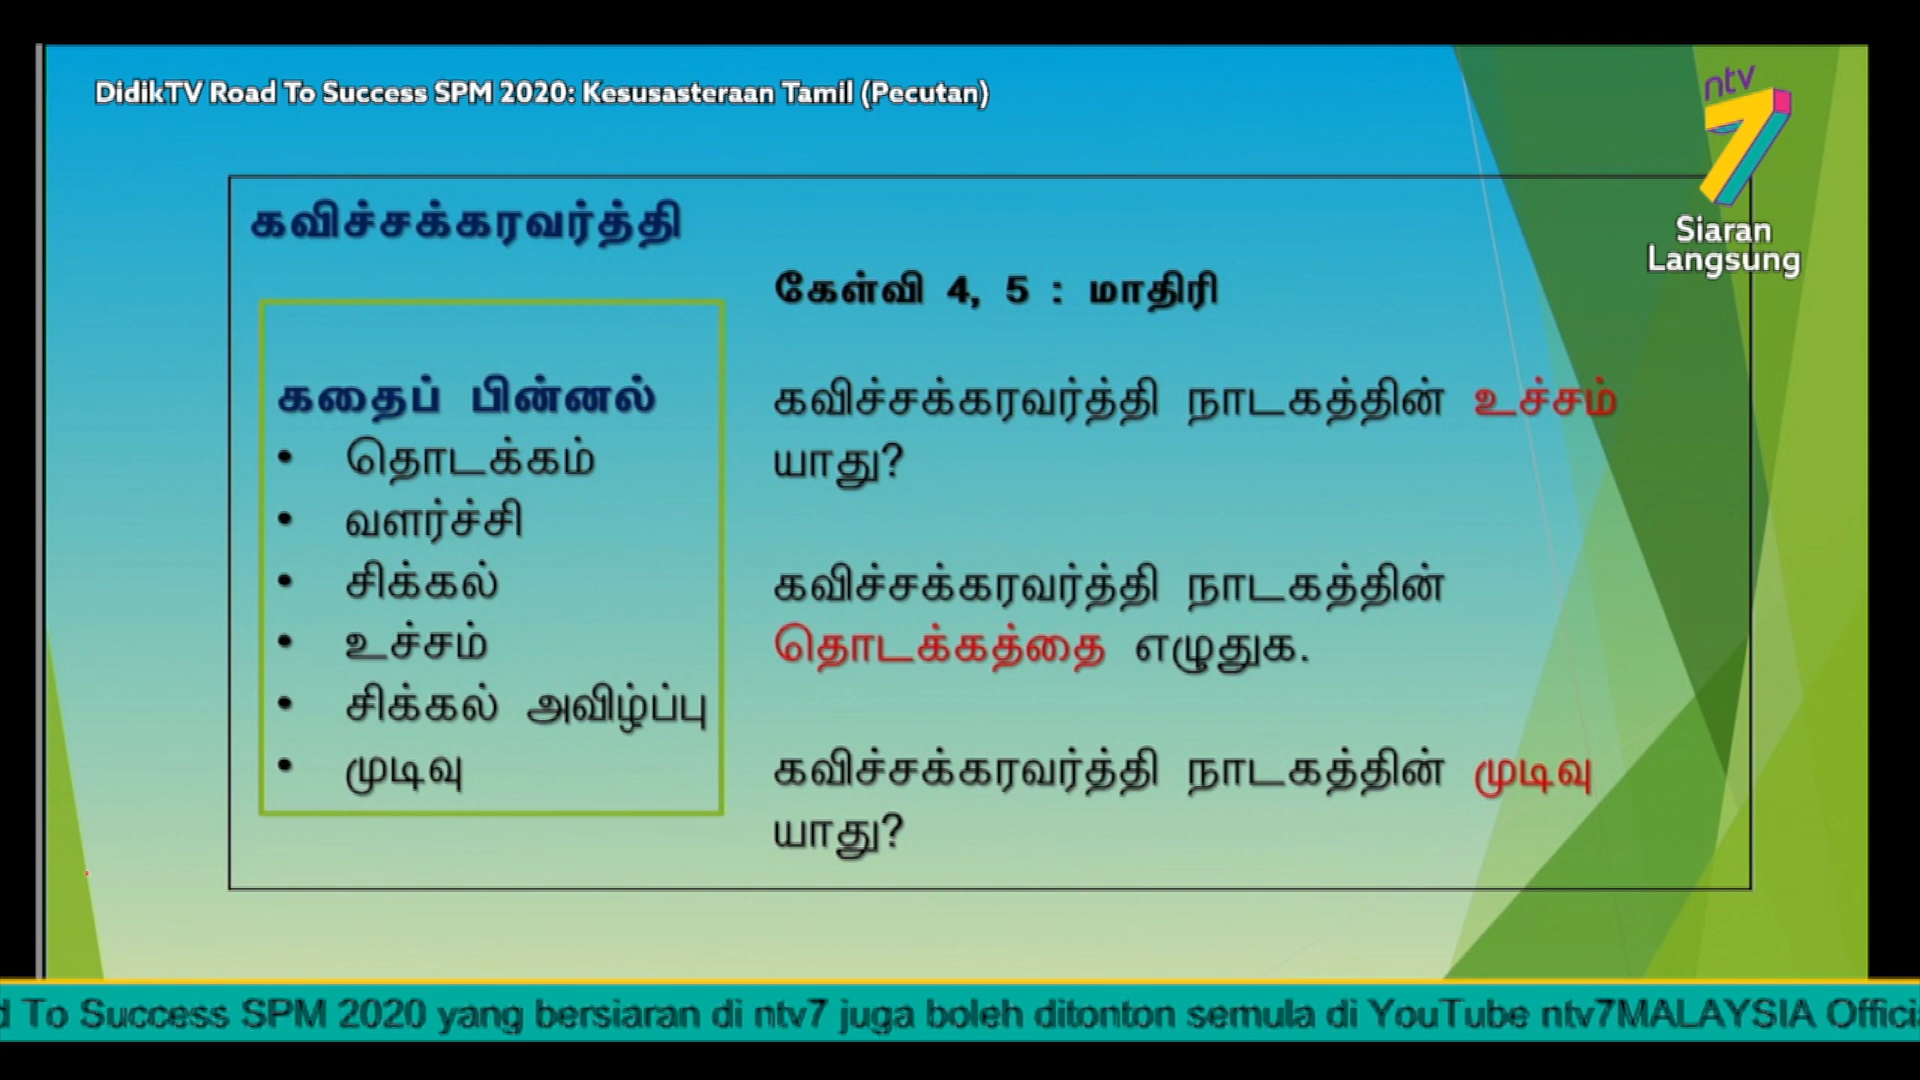 DidikTV Road To Success SPM 2020: Kesusasteraan Tamil (Pecutan)
ntv
7
Siaran
Langsung
கவிச்சக்கரவர்த்தி
கதைப் பின்னல்
• தொடக்கம்
• வளர்ச்சி
• சிக்கல்
• உச்சம்
• சிக்கல் அவிழ்ப்பு
• முடிவு
கேள்வி 4, 5 : மாதிரி
கவிச்சக்கரவர்த்தி நாடகத்தின் உச்சம்
யாது?
கவிச்சக்கரவர்த்தி நாடகத்தின்
தொடக்கத்தை எழுதுக.
கவிச்சக்கரவர்த்தி நாடகத்தின் முடிவு
யாது?
To Success SPM 2020 yang bersiaran di ntv7 juga boleh ditonton semula di YouTube ntv7MALAYSIA